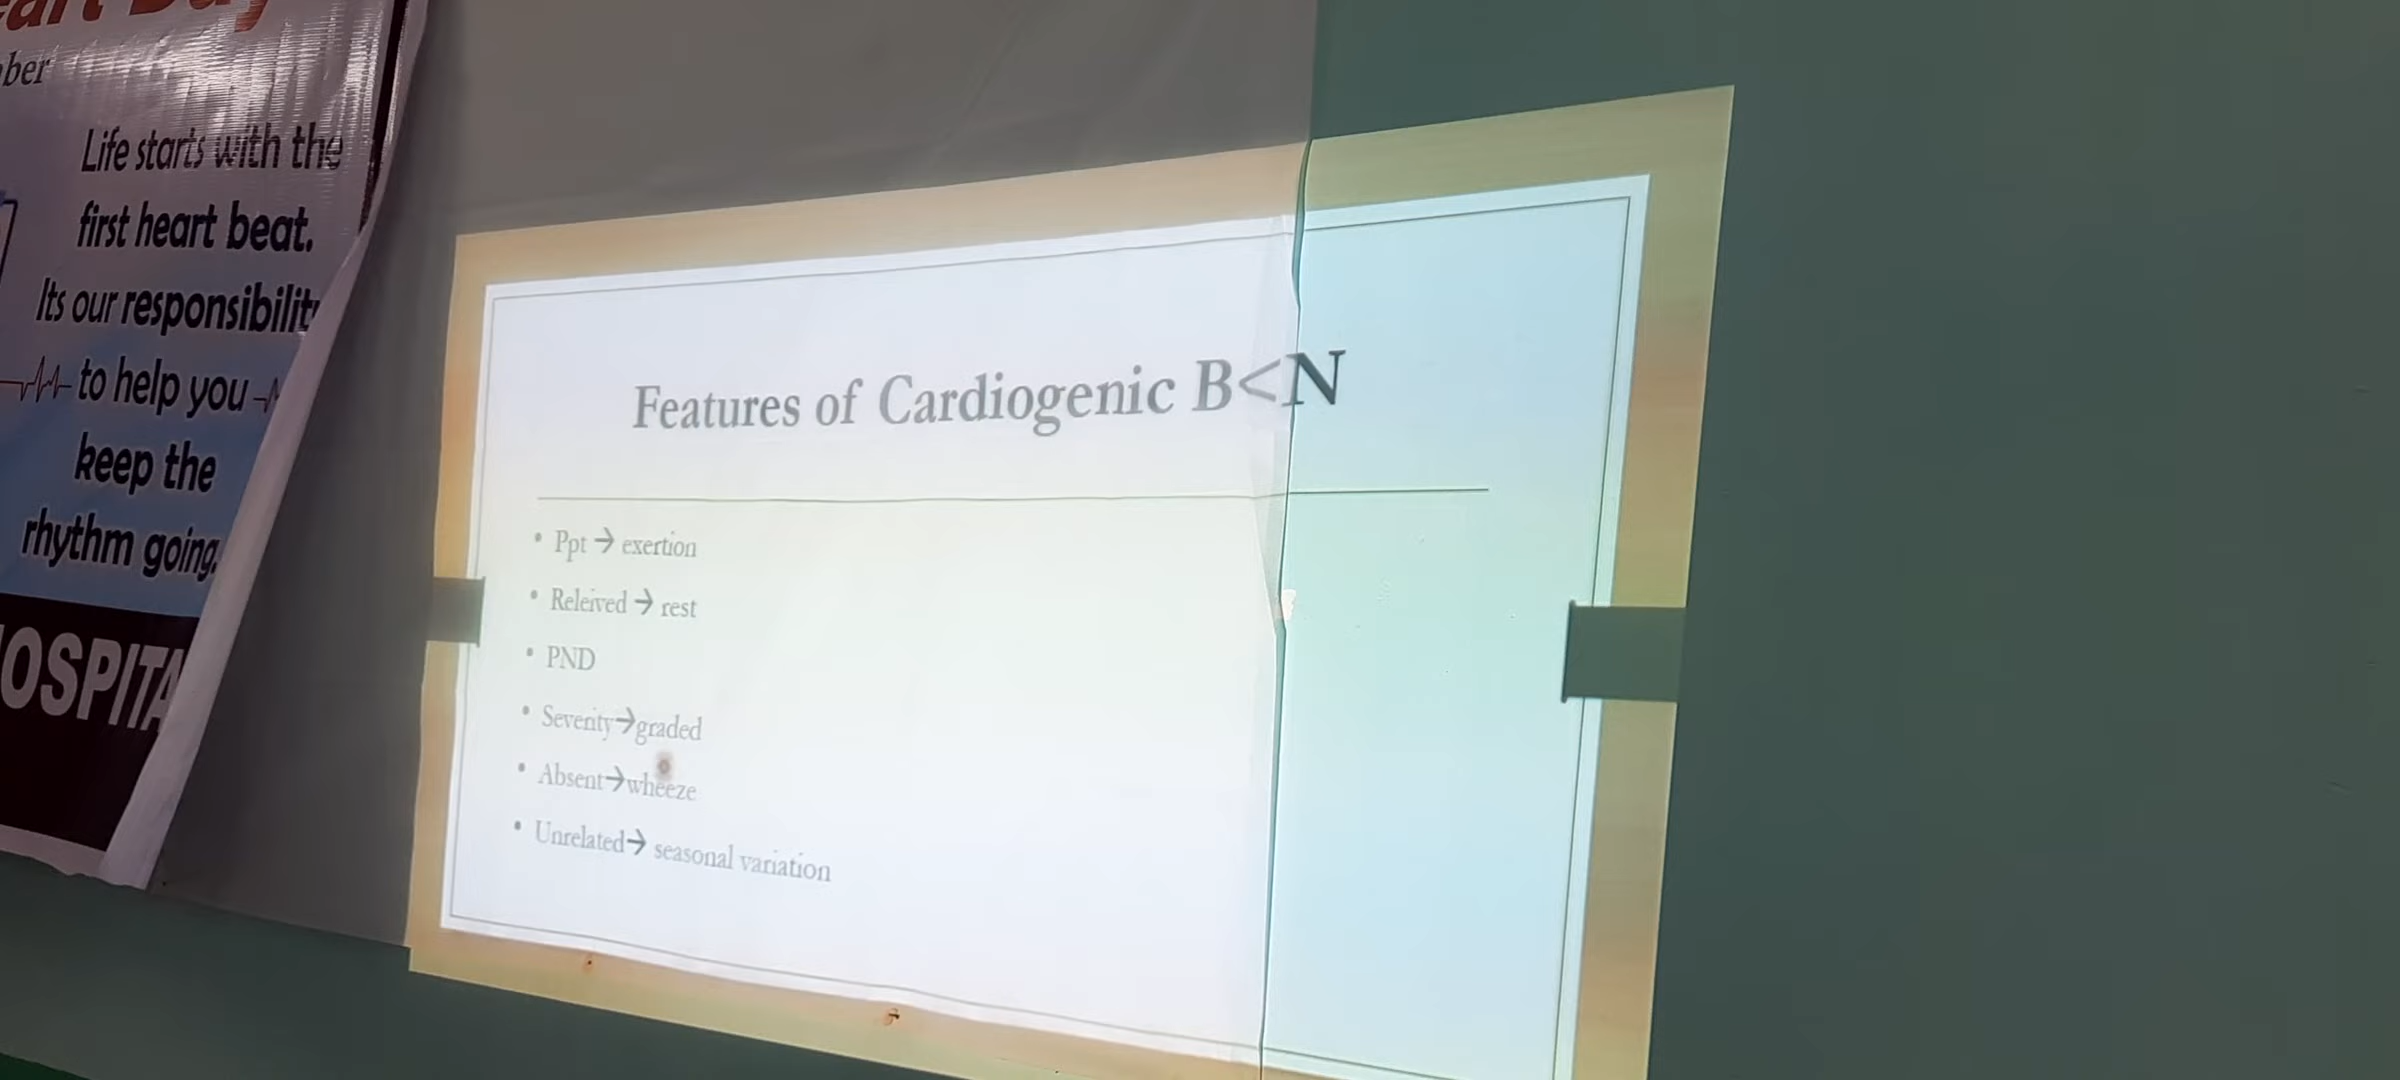 ber
Life starts with the
first heart beat.
Its our responsibilit
to help you
keep the
rhythm going.
OSPITA
Features of Cardiogenic B<N
• Ppt → exertion
• Releived → rest
• PND
• Severity→graded
• Absent→wheeze
• Unrelated→ seasonal variation